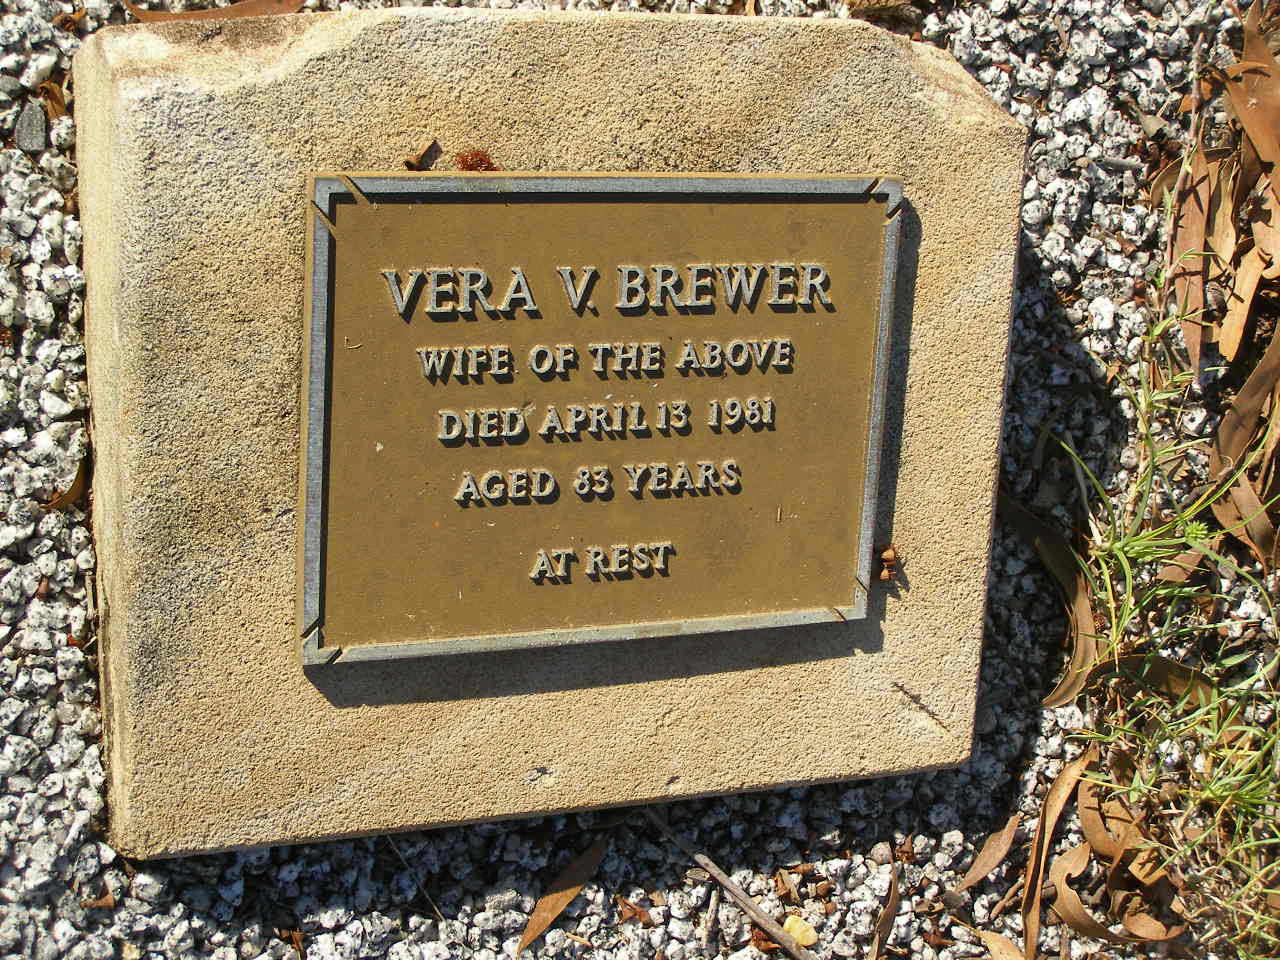 VERA V. BREWER
WIFE OF THE ABOVE
DIED APRIL 13 1981
AGED 83 YEARS
AT REST